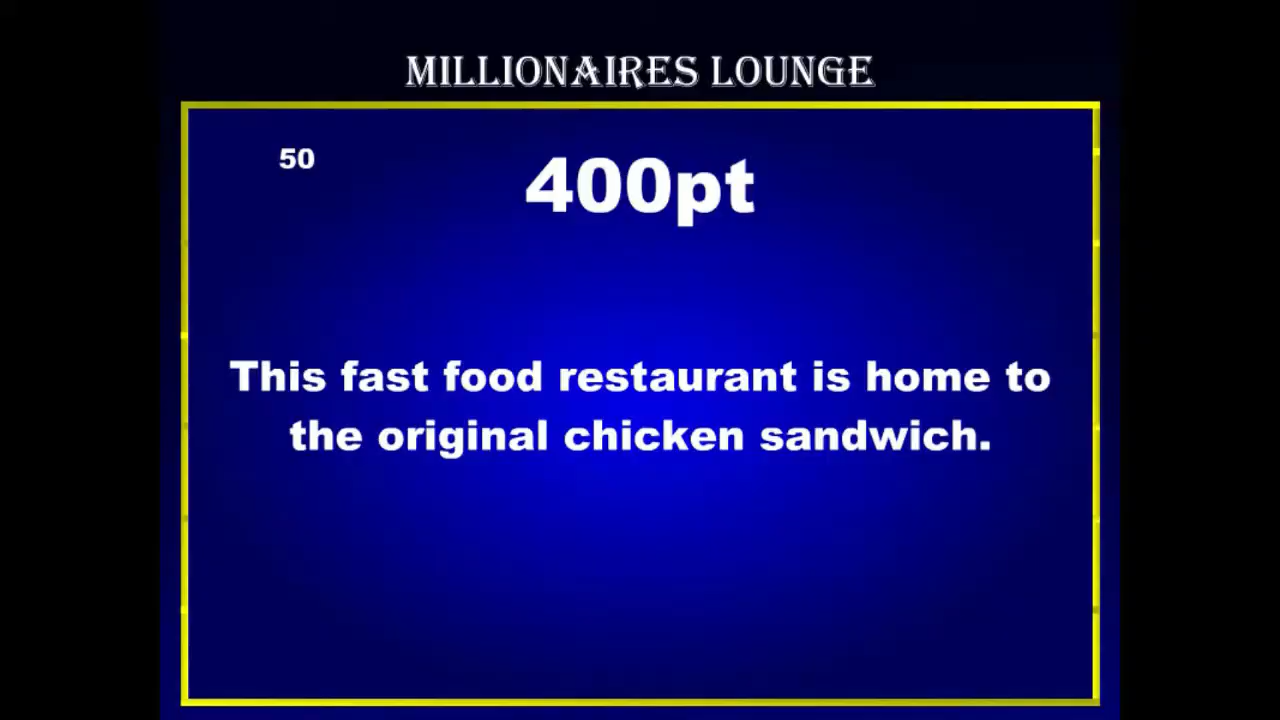 MILLIONAIRES LOUNGE
50
400pt
This fast food restaurant is home to
the original chicken sandwich.